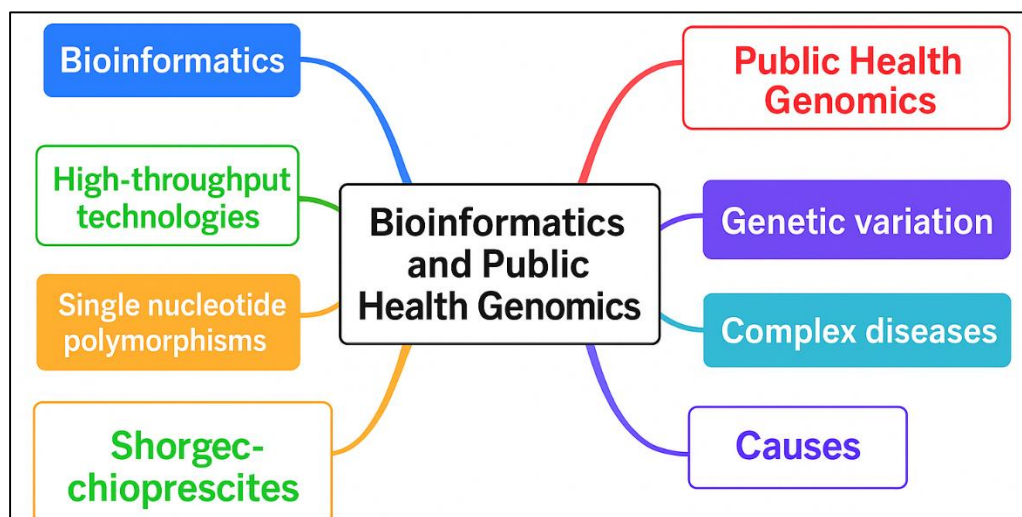 Bioinformatics
High-throughput
technologies
Single nucleotide
polymorphisms
Shorgec-
chioprescites
Bioinformatics
and Public
Health Genomics
Public Health
Genomics
Genetic variation
Complex diseases
Causes